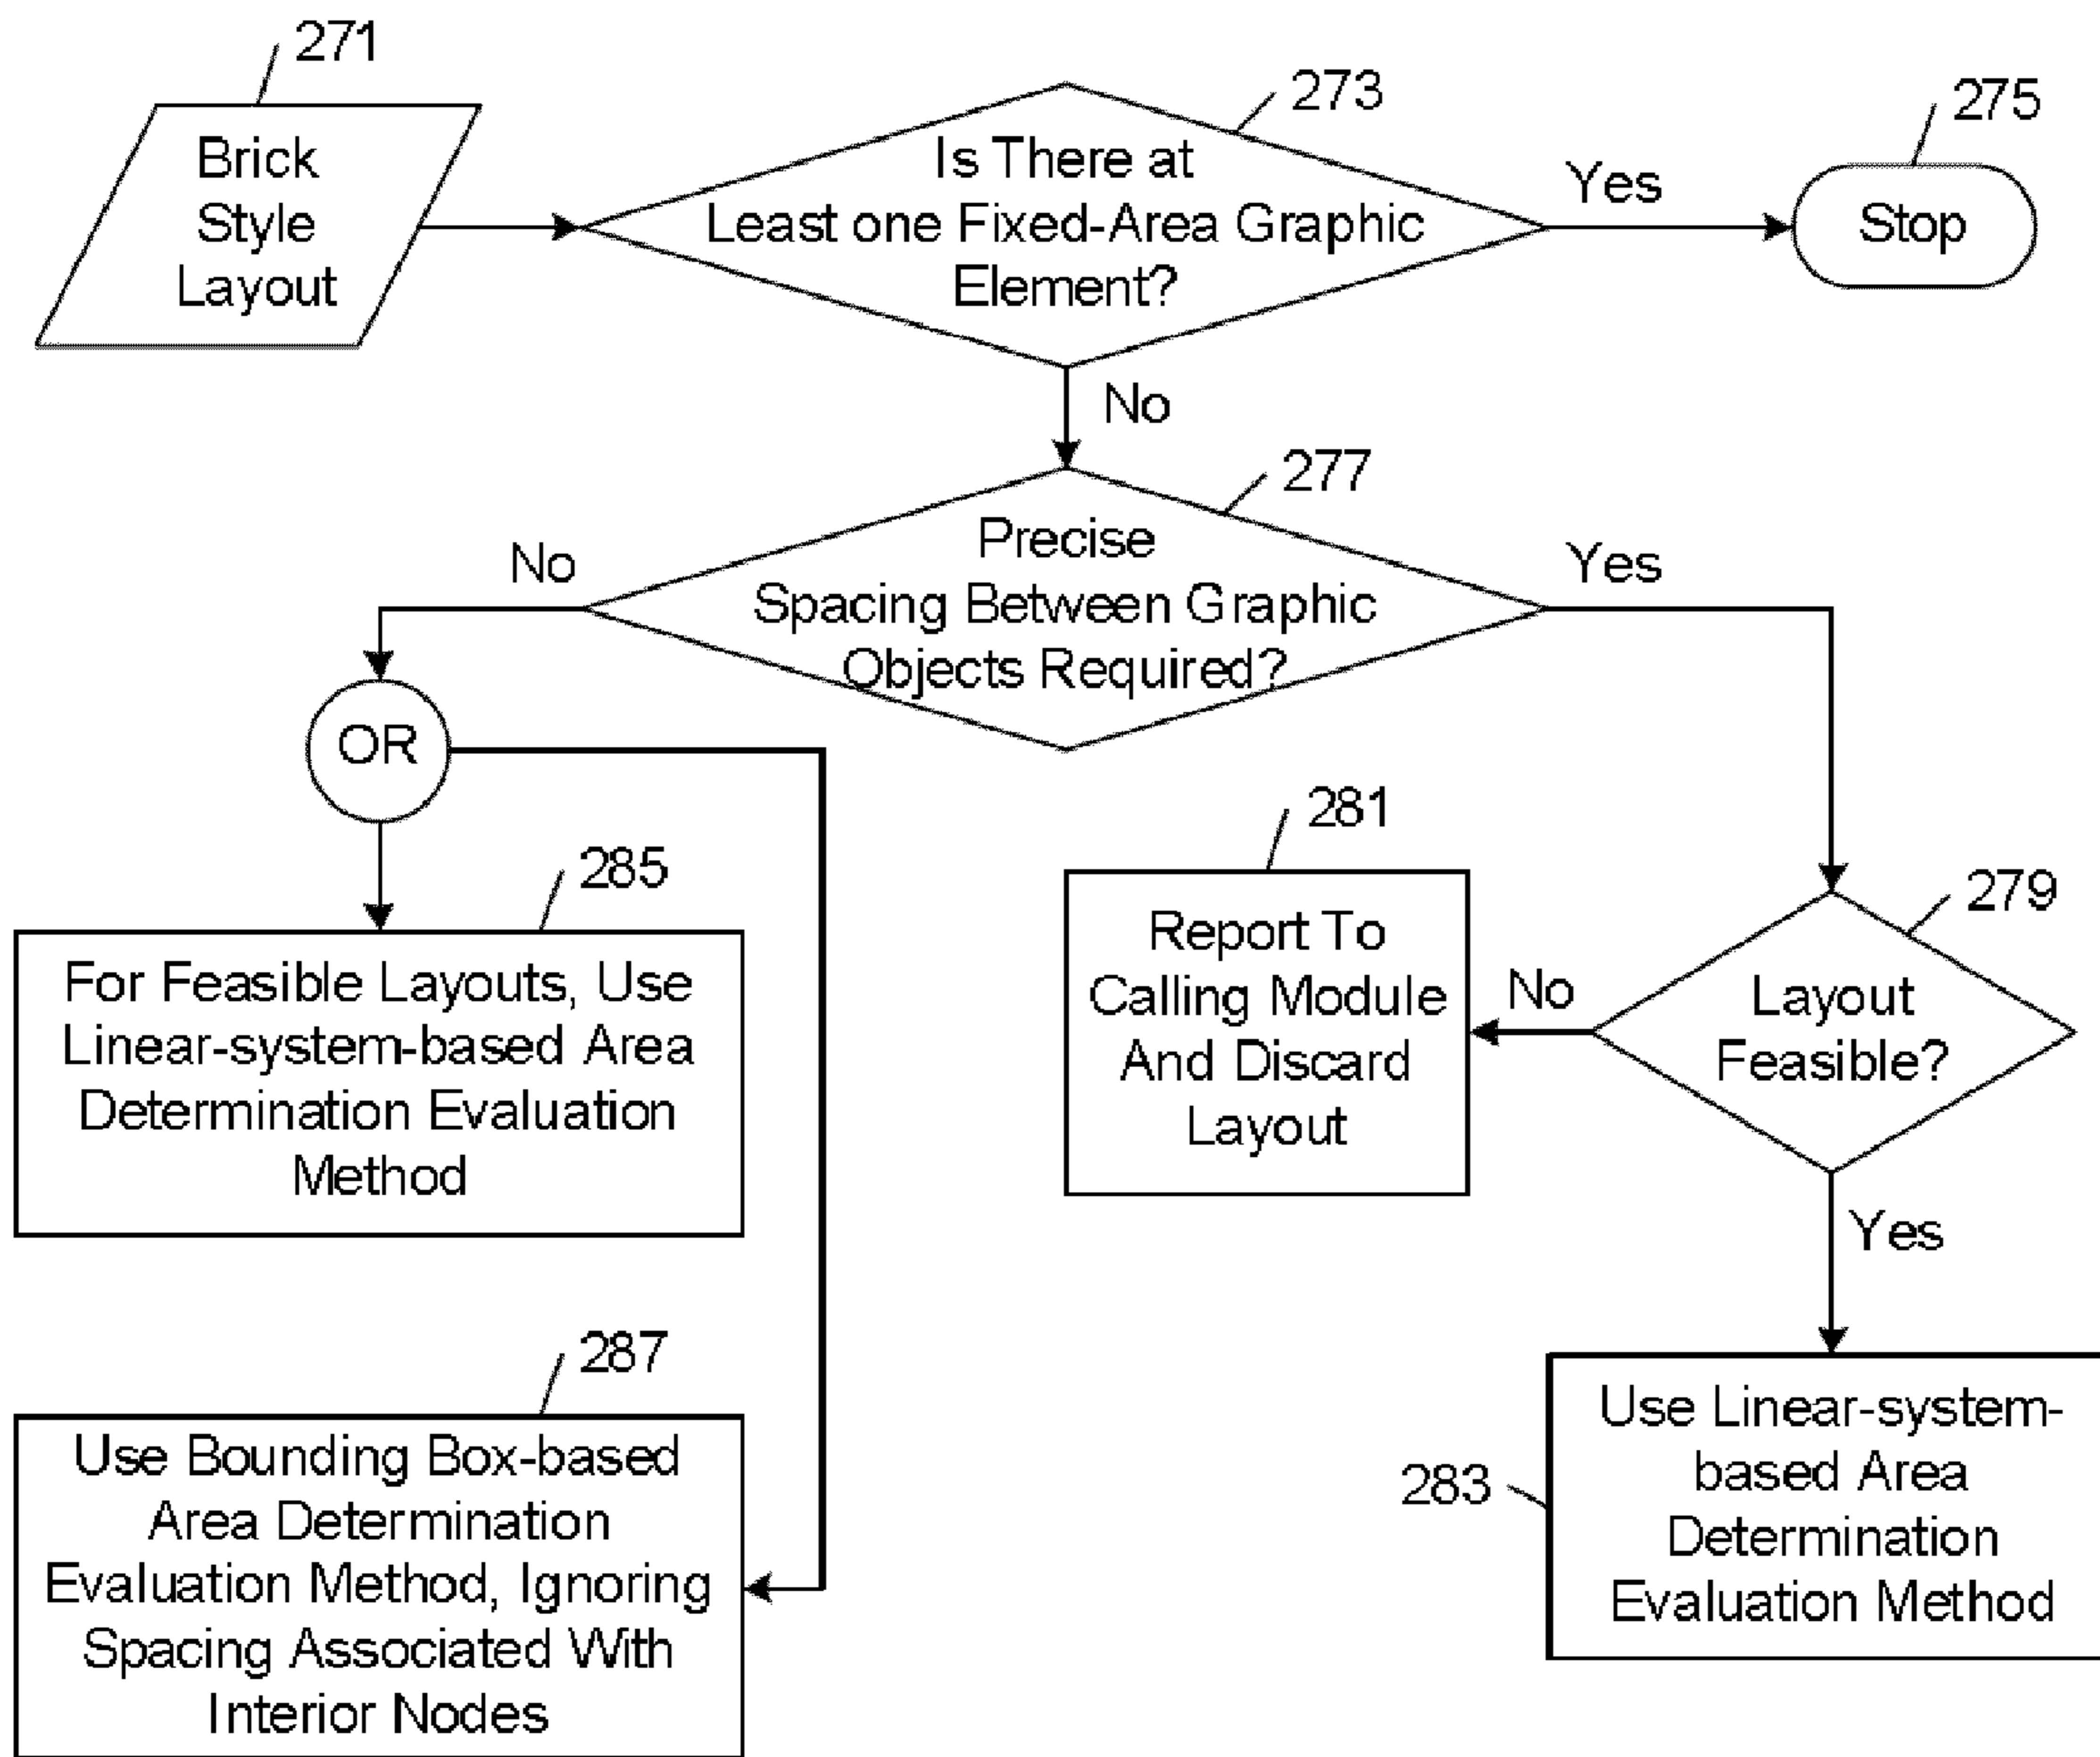 271
Brick
Style
Layout
273
Is There at
Least one Fixed-Area Graphic
Element?
Yes
275
Stop
No
277
Precise
Spacing Between Graphic
Objects Required?
No
Yes
OR
285
For Feasible Layouts, Use
Linear-system-based Area
Determination Evaluation
Method
281
Report To
Calling Module
And Discard
Layout
No
279
Layout
Feasible?
Yes
287
Use Bounding Box-based
Area Determination
Evaluation Method, Ignoring
Spacing Associated With
Interior Nodes
283
Use Linear-system-
based Area
Determination
Evaluation Method